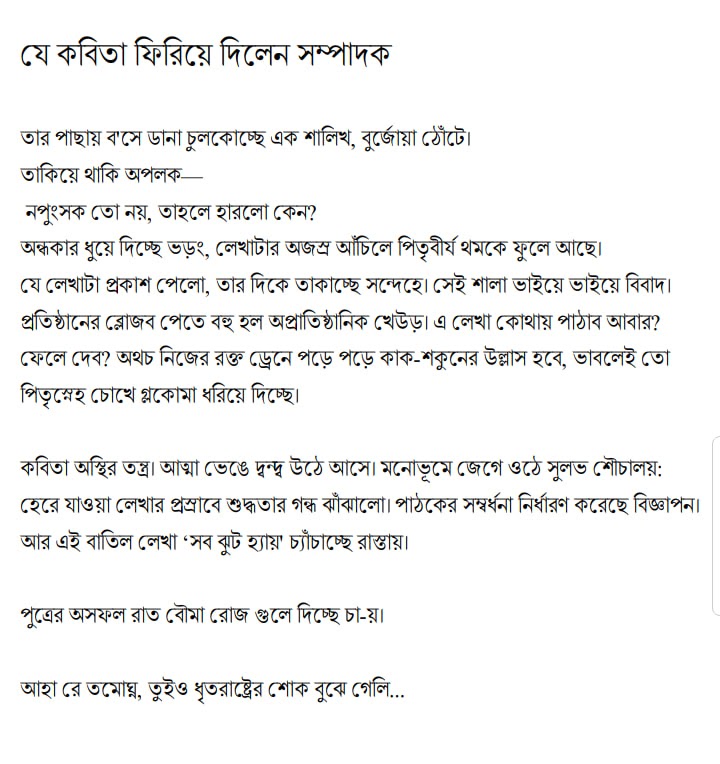 যে কবিতা ফিরিয়ে দিলেন সম্পাদক
তার পাছায় ব'সে ডানা চুলকোচ্ছে এক শালিখ, বুর্জোয়া ঠোঁটে।
তাকিয়ে থাকি অপলক—
নপুংসক তো নয়, তাহলে হারলো কেন?
অন্ধকার ধুয়ে দিচ্ছে ভড়ং, লেখাটার অজস্র আঁচিলে পিতৃবীর্য থমকে ফুলে আছে।
যে লেখাটা প্রকাশ পেলো, তার দিকে তাকাচ্ছে সন্দেহে। সেই শালা ভাইয়ে ভাইয়ে বিবাদ।
প্রতিষ্ঠানের ব্লোজব পেতে বহু হল অপ্রাতিষ্ঠানিক খেউড়। এ লেখা কোথায় পাঠাব আবার?
ফেলে দেব? অথচ নিজের রক্ত ড্রেনে পড়ে পড়ে কাক-শকুনের উল্লাস হবে, ভাবলেই তো
পিতৃস্নেহ চোখে গ্লকোমা ধরিয়ে দিচ্ছে।
কবিতা অস্থির তন্ত্র। আত্মা ভেঙে দ্বন্দ্ব উঠে আসে। মনোভূমে জেগে ওঠে সুলভ শৌচালয়:
হেরে যাওয়া লেখার প্রস্রাবে শুদ্ধতার গন্ধ ঝাঁঝালো। পাঠকের সম্বর্ধনা নির্ধারণ করেছে বিজ্ঞাপন।
আর এই বাতিল লেখা ‘সব ঝুট হ্যায়' চ্যাঁচাচ্ছে রাস্তায়।
পুত্রের অসফল রাত বৌমা রোজ গুলে দিচ্ছে চা-য়।
আহা রে তমোঘ্ন, তুইও ধৃতরাষ্ট্রের শোক বুঝে গেলি...